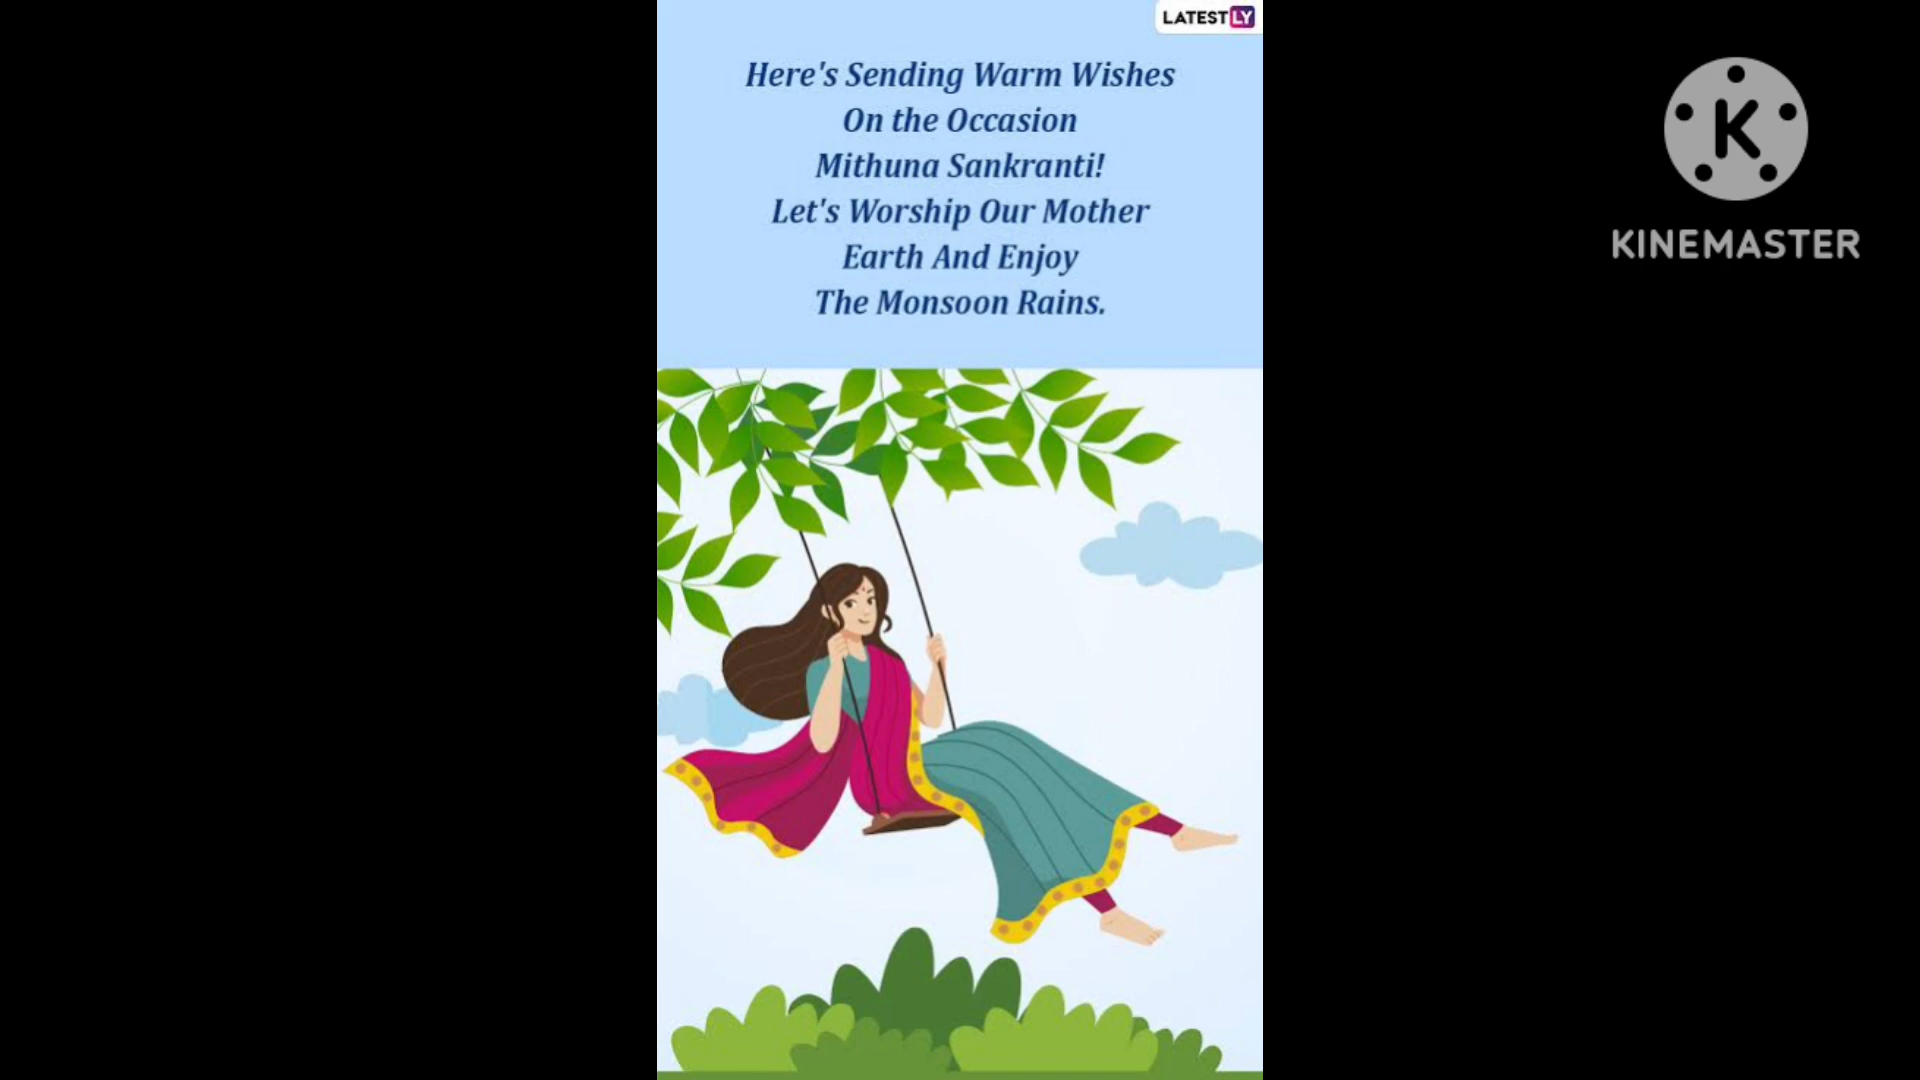 LATESTLY
Here's Sending Warm Wishes
On the Occasion
Mithuna Sankranti!
Let's Worship Our Mother
Earth And Enjoy
The Monsoon Rains.
K
KINEMASTER